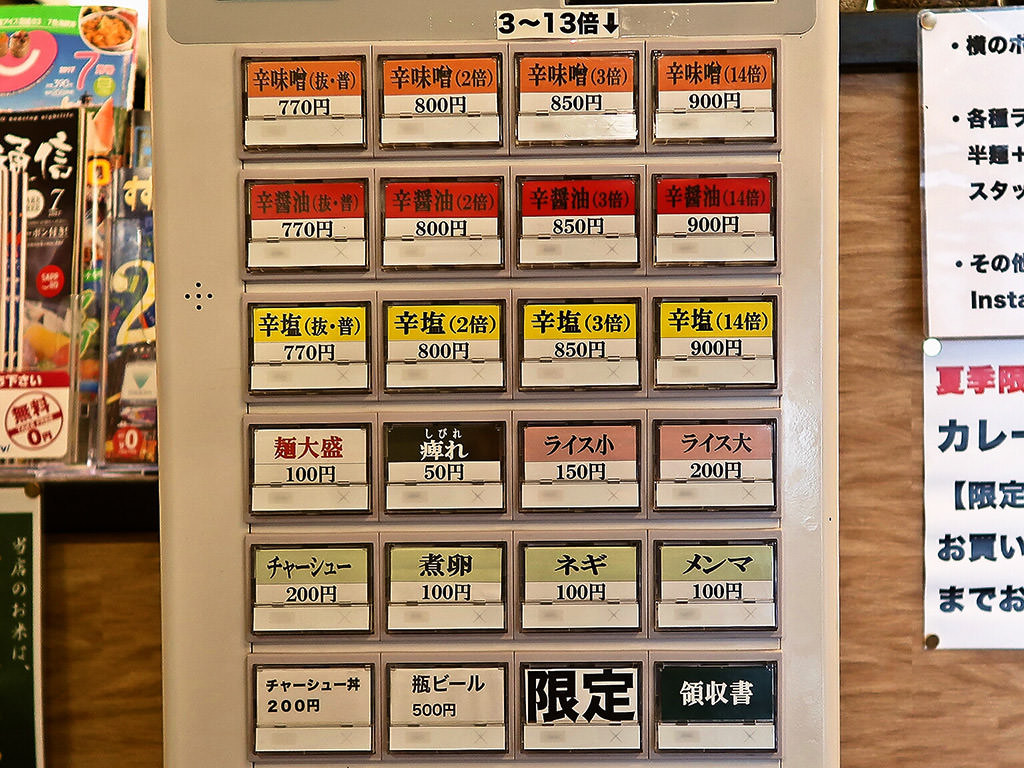 3〜13倍↓
辛味噌(抜・普)
770円
辛味噌(2倍)
800円
辛味噌(3倍)
850円
辛味噌(14倍)
900円
辛醤油(抜・普)
770円
辛醤油(2倍)
800円
辛醤油(3倍)
850円
辛醤油(14倍)
900円
辛塩(抜・普)
770円
辛塩(2倍)
800円
辛塩(3倍)
850円
辛塩(14倍)
900円
麺大盛
100円
しびれ
痺れ
50円
ライス小
150円
ライス大
200円
チャーシュー
200円
煮卵
100円
ネギ
100円
メンマ
100円
チャーシュー丼
200円
瓶ビール
500円
限定
領収書
7
通信
7
2
下さい
無料
0円
0
当店のお米は、
・横のボ
・各種ラ
半麺+
スタッ
・その他
Insta
夏季限
カレー
【限定
お買い
までお